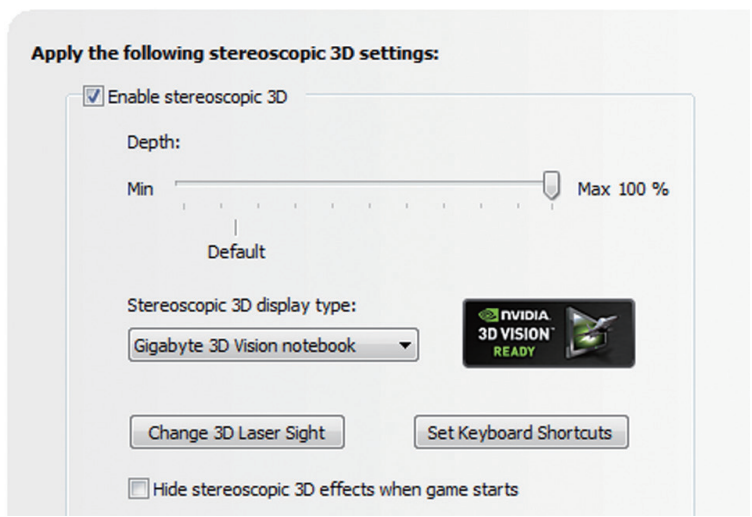 Apply the following stereoscopic 3D settings:
Enable stereoscopic 3D
Depth:
Min Max 100 %
Default
Stereoscopic 3D display type:
Gigabyte 3D Vision notebook
NVIDIA.
3D VISION™
READY
Change 3D Laser Sight Set Keyboard Shortcuts
Hide stereoscopic 3D effects when game starts